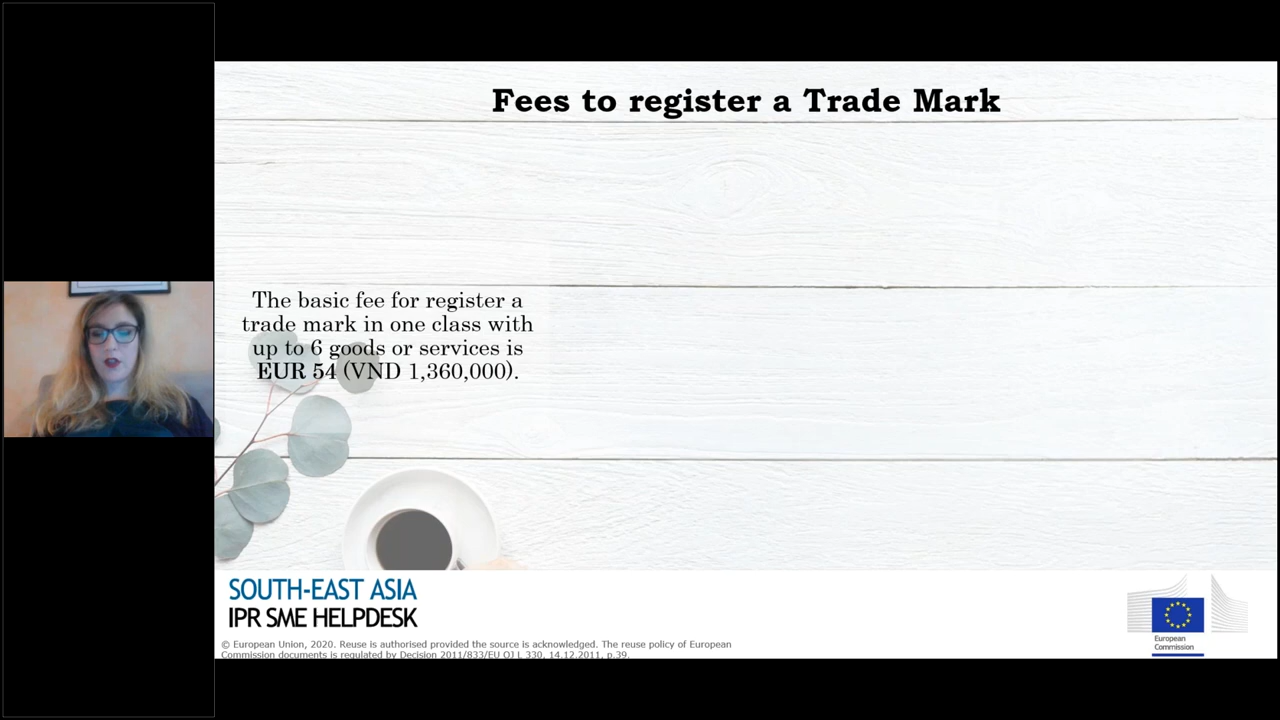 Fees to register a Trade Mark
The basic fee for register a
trade mark in one class with
up to 6 goods or services is
EUR 54 (VND 1,360,000).
SOUTH-EAST ASIA
IPR SME HELPDESK
© European Union, 2020. Reuse is authorised provided the source is acknowledged. The reuse policy of European
Commission documents is regulated by Decision 2011/833/EU OJ L 330, 14.12.2011, p.39.
European
Commission